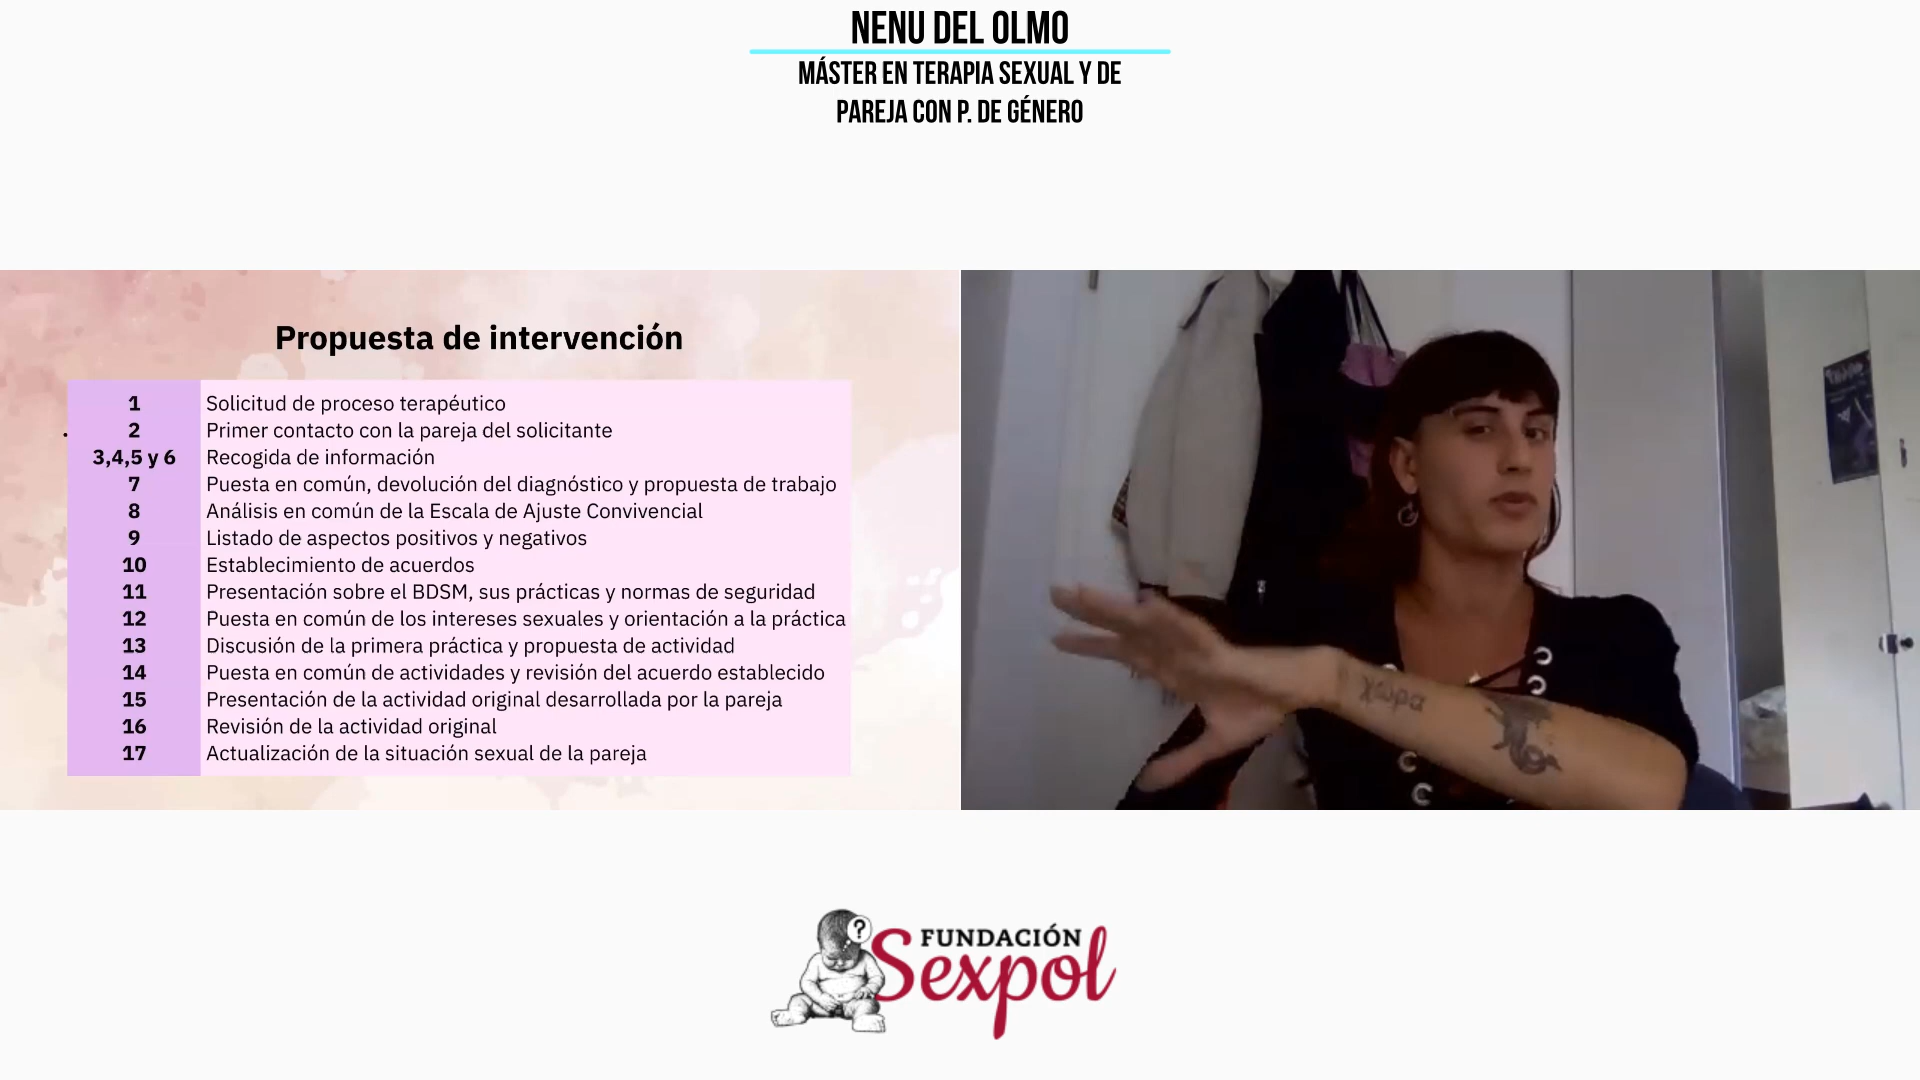 NENU DEL OLMO
MÁSTER EN TERAPIA SEXUAL Y DE
PAREJA CON P. DE GÉNERO
Propuesta de intervención
1 Solicitud de proceso terapéutico
2 Primer contacto con la pareja del solicitante
3,4,5 y 6 Recogida de información
7 Puesta en común, devolución del diagnóstico y propuesta de trabajo
8 Análisis en común de la Escala de Ajuste Convivencial
9 Listado de aspectos positivos y negativos
10 Establecimiento de acuerdos
11 Presentación sobre el BDSM, sus prácticas y normas de seguridad
12 Puesta en común de los intereses sexuales y orientación a la práctica
13 Discusión de la primera práctica y propuesta de actividad
14 Puesta en común de actividades y revisión del acuerdo establecido
15 Presentación de la actividad original desarrollada por la pareja
16 Revisión de la actividad original
17 Actualización de la situación sexual de la pareja
χώρα
?
FUNDACIÓN
Sexpol